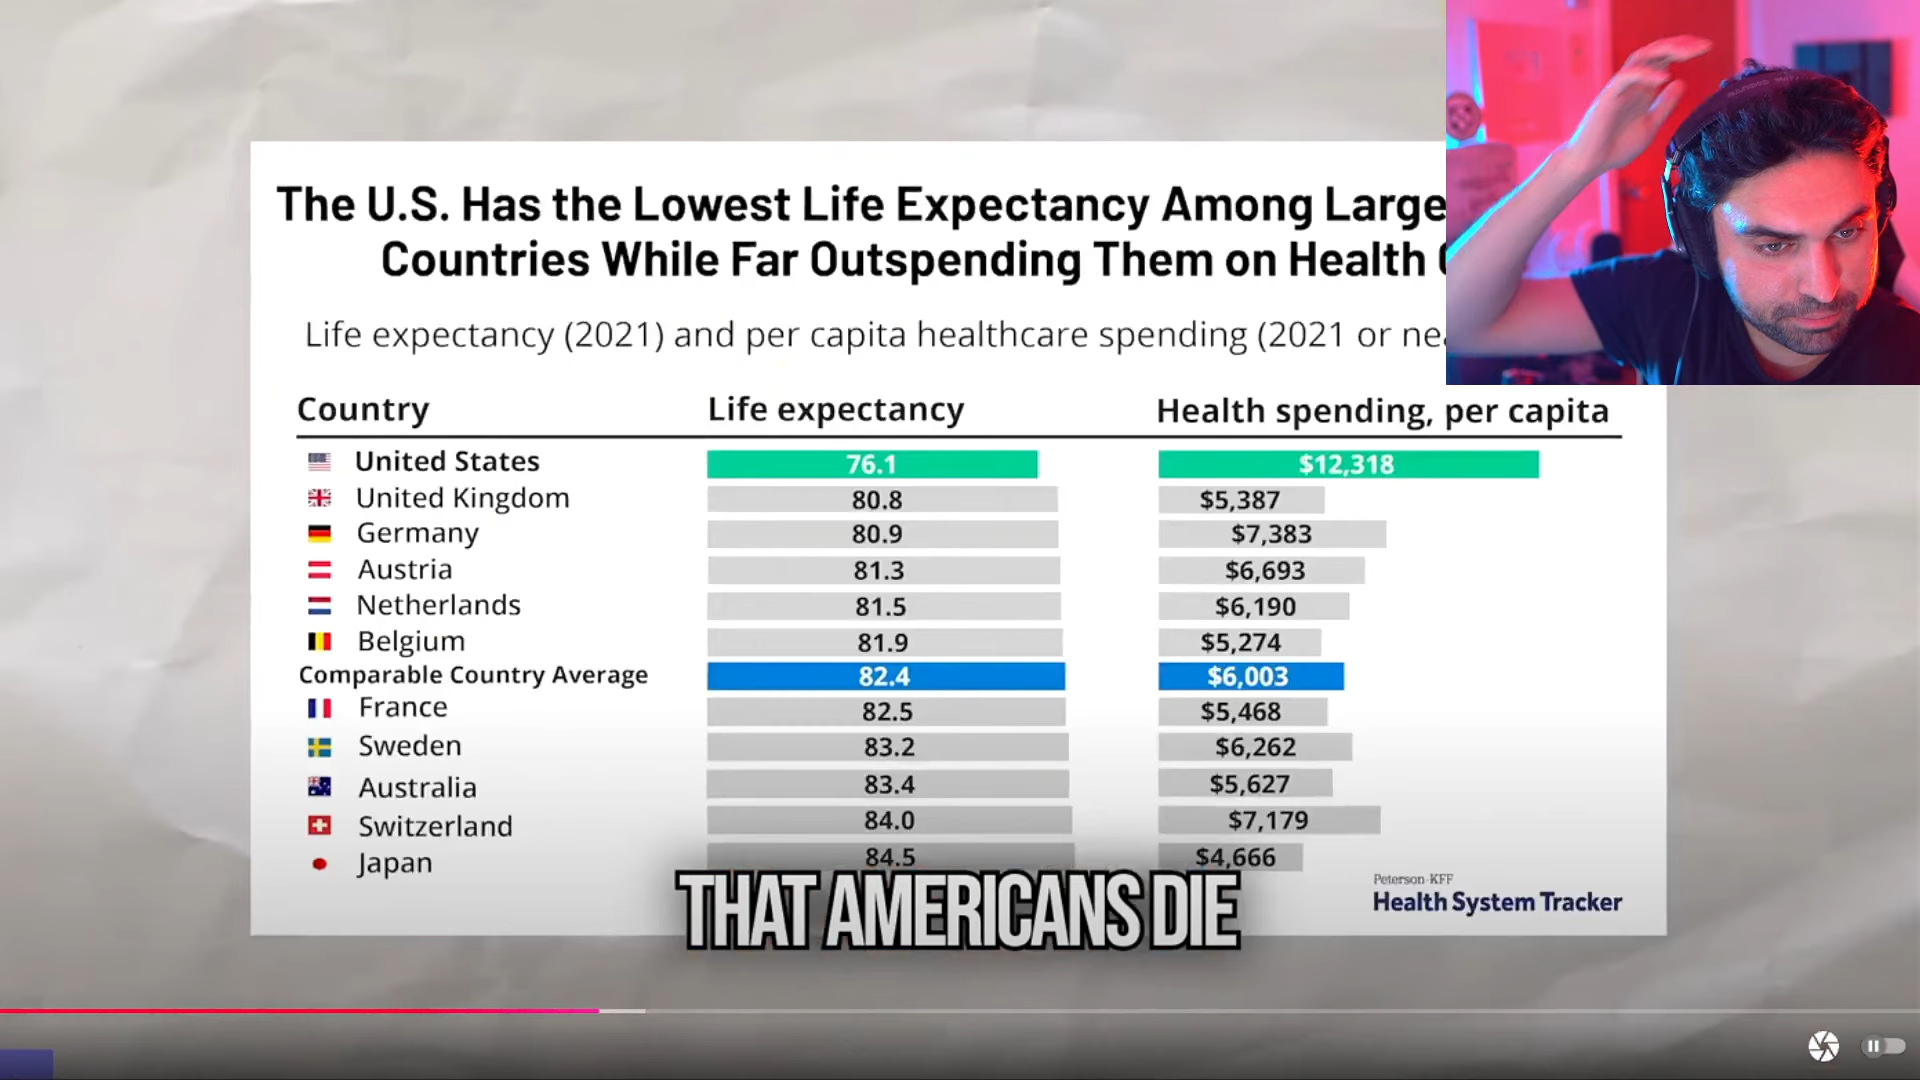 The U.S. Has the Lowest Life Expectancy Among Large
Countries While Far Outspending Them on Health
Life expectancy (2021) and per capita healthcare spending (2021 or
Country Life expectancy Health spending, per capita
United States 76.1 $12,318
United Kingdom 80.8 $5,387
Germany 80.9 $7,383
Austria 81.3 $6,693
Netherlands 81.5 $6,190
Belgium 81.9 $5,274
Comparable Country Average 82.4 $6,003
France 82.5 $5,468
Sweden 83.2 $6,262
Australia 83.4 $5,627
Switzerland 84.0 $7,179
Japan 84.5 $4,666
Peterson-KFF
Health System Tracker
THAT AMERICANS DIE